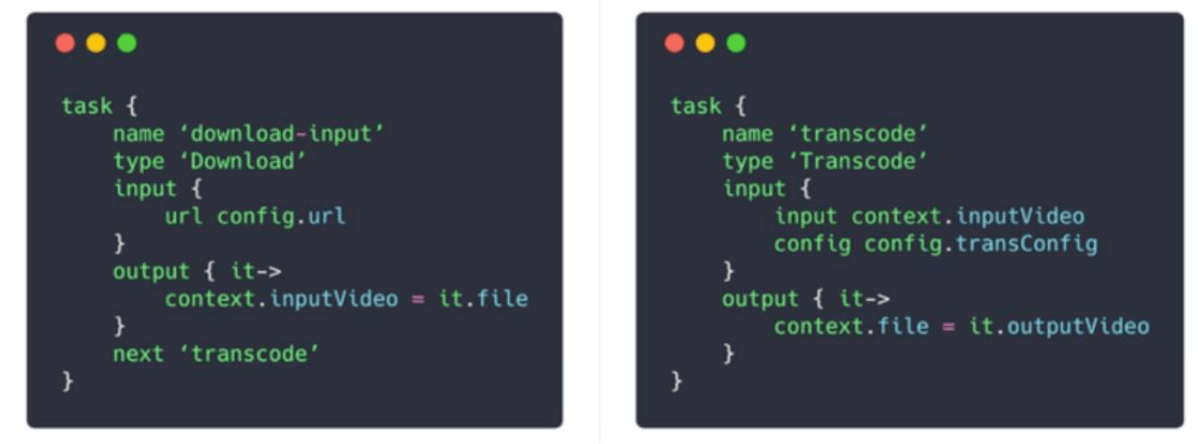 task {
    name ‘download-input’
    type ‘Download’
    input {
        url config.url
    }
    output { it->
        context.inputVideo = it.file
    }
    next ‘transcode’
}
task {
    name ‘transcode’
    type ‘Transcode’
    input {
        input context.inputVideo
        config config.transConfig
    }
    output { it->
        context.file = it.outputVideo
    }
}